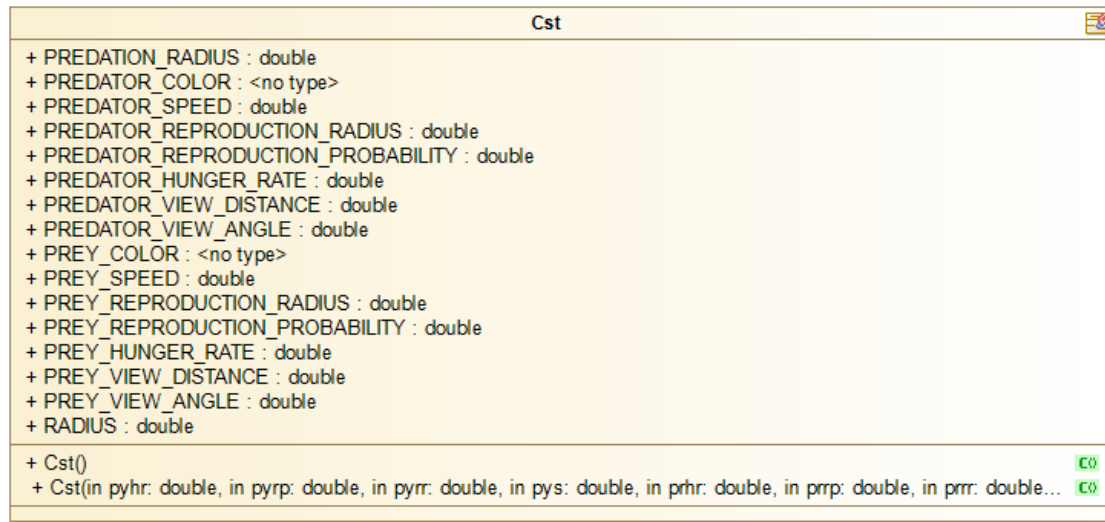 Cst
+ PREDATION_RADIUS : double
+ PREDATOR_COLOR : <no type>
+ PREDATOR_SPEED : double
+ PREDATOR_REPRODUCTION_RADIUS : double
+ PREDATOR_REPRODUCTION_PROBABILITY : double
+ PREDATOR_HUNGER_RATE : double
+ PREDATOR_VIEW_DISTANCE : double
+ PREDATOR_VIEW_ANGLE : double
+ PREY_COLOR : <no type>
+ PREY_SPEED : double
+ PREY_REPRODUCTION_RADIUS : double
+ PREY_REPRODUCTION_PROBABILITY : double
+ PREY_HUNGER_RATE : double
+ PREY_VIEW_DISTANCE : double
+ PREY_VIEW_ANGLE : double
+ RADIUS : double
+ Cst() C()
+ Cst(in pyhr: double, in pyrp: double, in pyrr: double, in pys: double, in prhr: double, in prrp: double, in prrr: double... C()